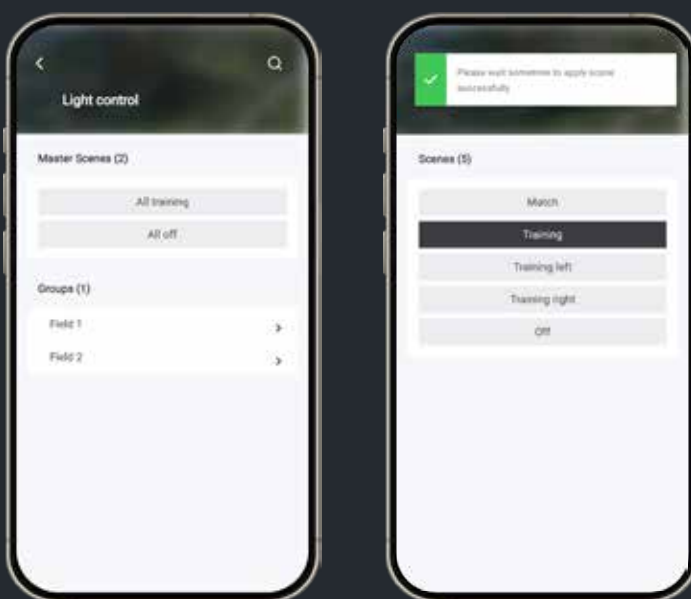 Light control
Master Scenes (2)
All training
All off
Groups (1)
Field 1
Field 2
Please wait sometime to apply scene
successfully
Scenes (5)
Match
Training
Training left
Training right
Off